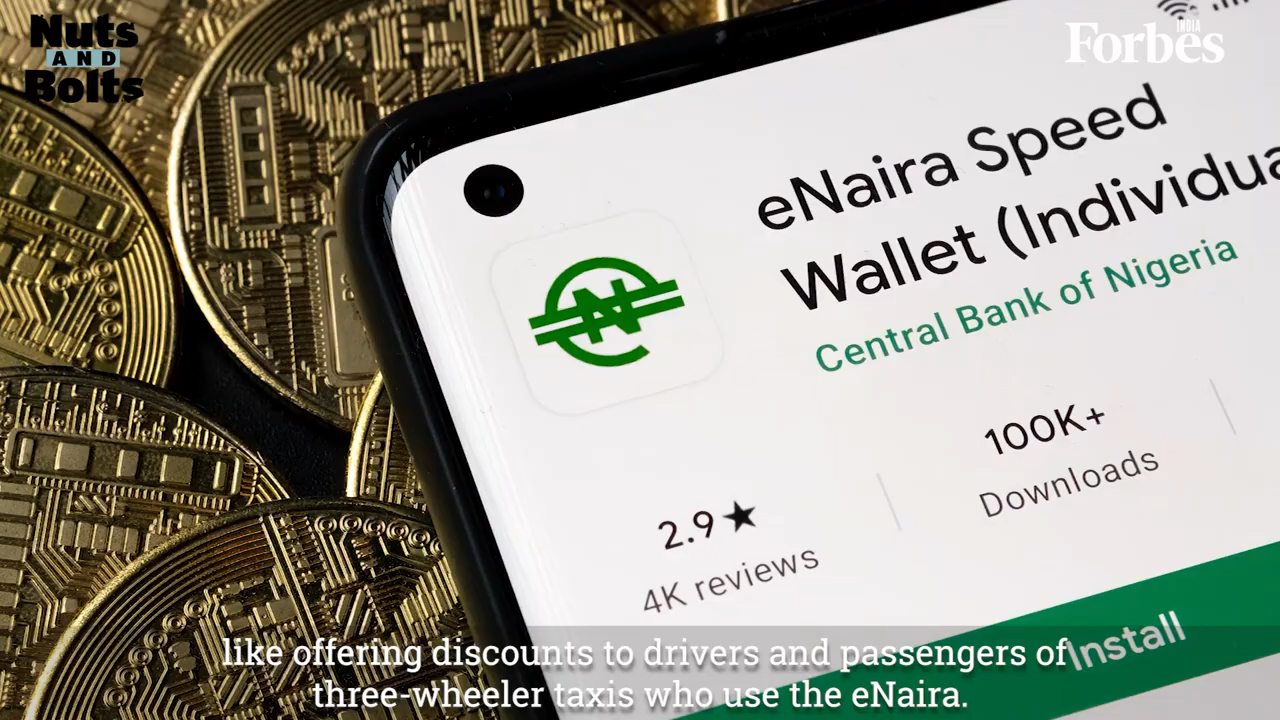 Nuts
AND
Bolts
INDIA
Forbes
eNaira Speed
Wallet (Individua
Central Bank of Nigeria
100K+
Downloads
2.9★
4K reviews
Install
like offering discounts to drivers and passengers of
three-wheeler taxis who use the eNaira.